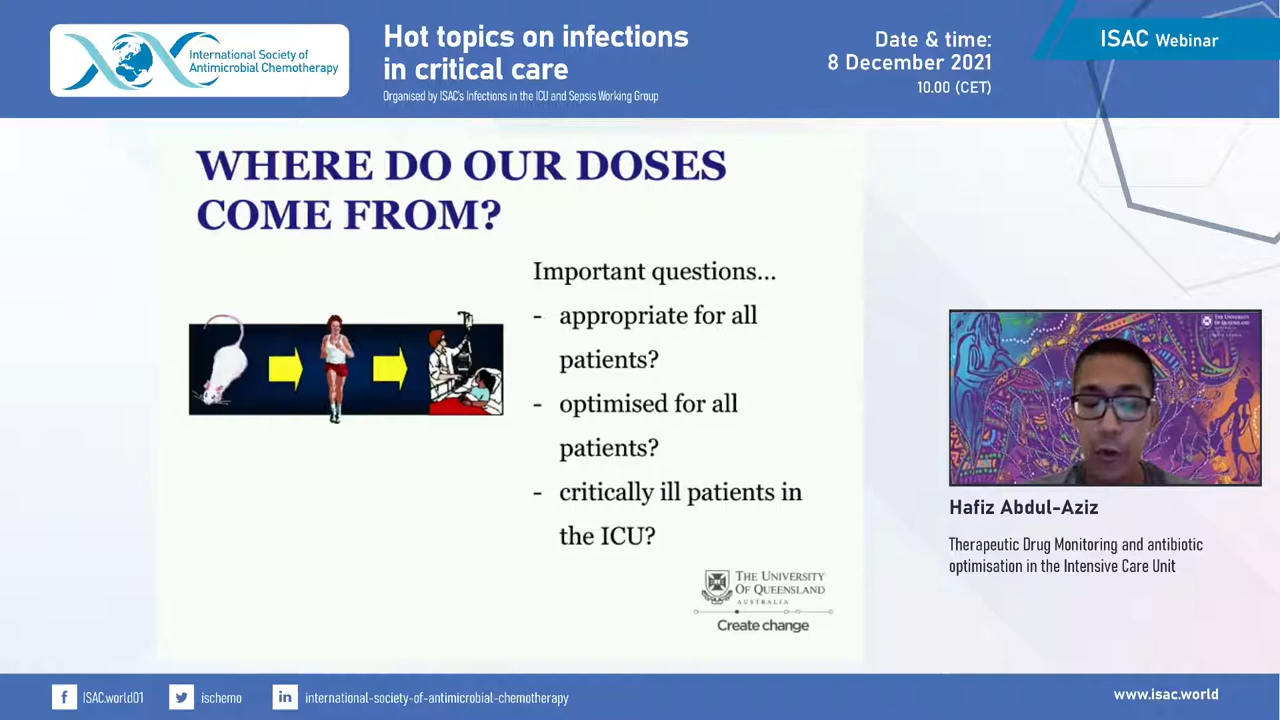 International Society of
Antimicrobial Chemotherapy
Hot topics on infections
in critical care
Organised by ISAC's Infections in the ICU and Sepsis Working Group
Date & time:
8 December 2021
10.00 (CET)
ISAC Webinar
WHERE DO OUR DOSES
COME FROM?
Important questions...
- appropriate for all
patients?
- optimised for all
patients?
- critically ill patients in
the ICU?
THE UNIVERSITY
OF QUEENSLAND
AUSTRALIA
Create change
THE UNIVERSITY
OF QUEENSLAND
Hafiz Abdul-Aziz
Therapeutic Drug Monitoring and antibiotic
optimisation in the Intensive Care Unit
ISAC.world01
ischemo
international-society-of-antimicrobial-chemotherapy
www.isac.world